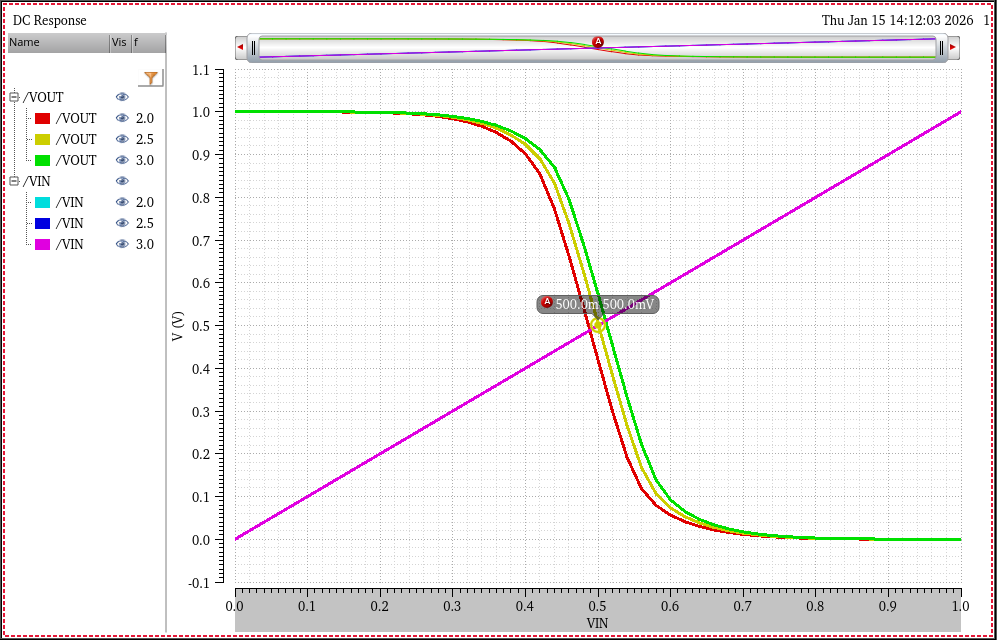 DC Response
Thu Jan 15 14:12:03 2026 1
Name Vis f
/VOUT
/VOUT 2.0
/VOUT 2.5
/VOUT 3.0
/VIN
/VIN 2.0
/VIN 2.5
/VIN 3.0
A
1.1
1.0
0.9
0.8
0.7
0.6
0.5
0.4
0.3
0.2
0.1
0.0
-0.1
V (V)
A 500.0m 500.0mV
0.0 0.1 0.2 0.3 0.4 0.5 0.6 0.7 0.8 0.9 1.0
VIN